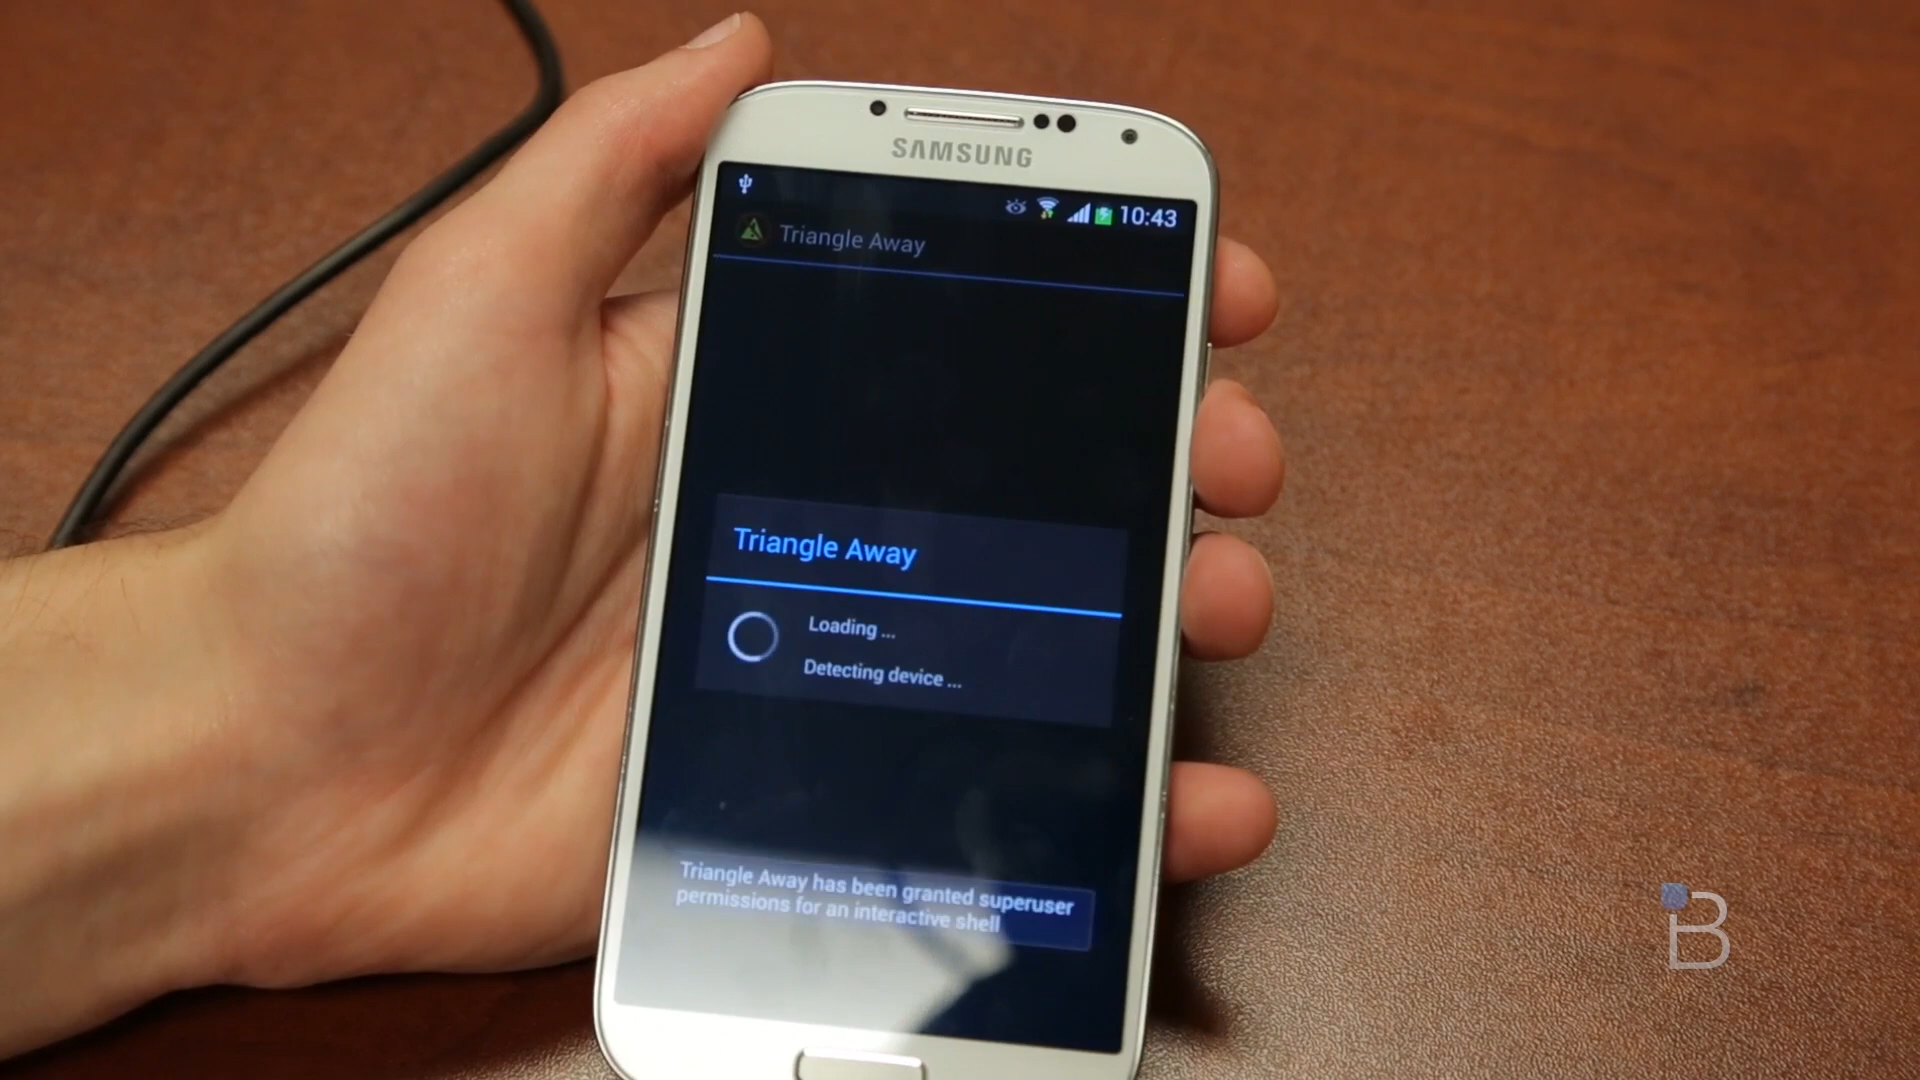 SAMSUNG
10:43
Triangle Away
Triangle Away
Loading ...
Detecting device ...
Triangle Away has been granted superuser
permissions for an interactive shell
B